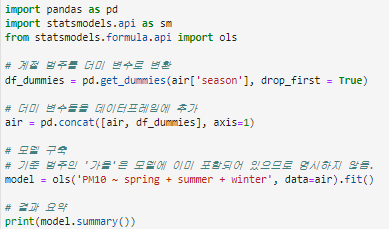 import pandas as pd
import statsmodels.api as sm
from statsmodels.formula.api import ols
# 계절 범주를 더미 변수로 변환
df_dummies = pd.get_dummies(air['season'], drop_first = True)
# 더미 변수들을 데이터프레임에 추가
air = pd.concat([air, df_dummies], axis=1)
# 모델 구축
# 기준 범주인 '가을'은 모델에 이미 포함되어 있으므로 명시하지 않음.
model = ols('PM10 ~ spring + summer + winter', data=air).fit()
# 결과 요약
print(model.summary())